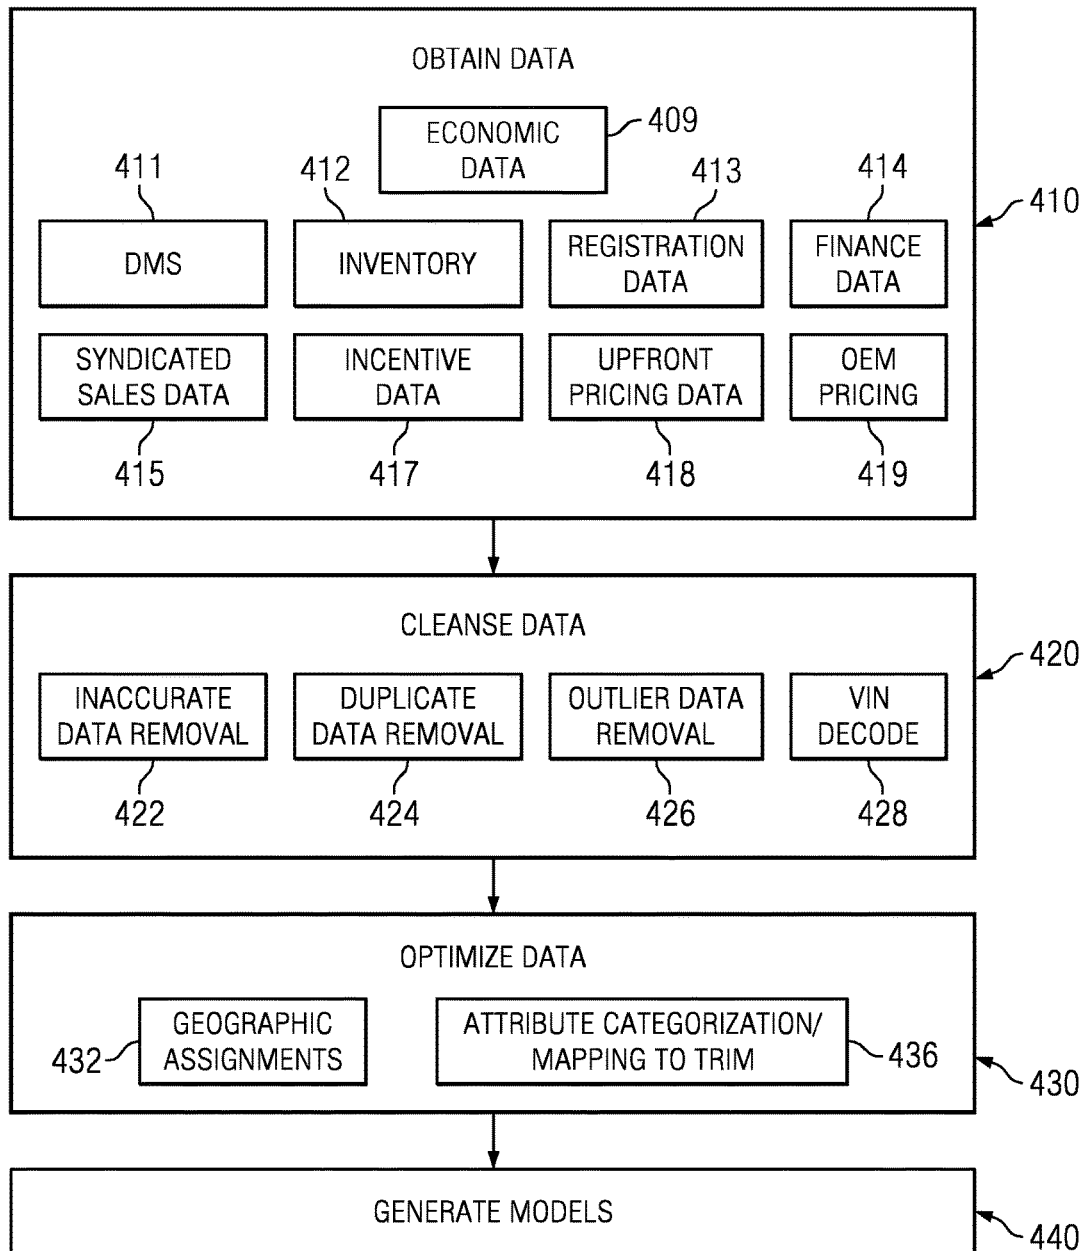 OBTAIN DATA
ECONOMIC
DATA
409
411
412
413
414
410
DMS
INVENTORY
REGISTRATION
DATA
FINANCE
DATA
SYNDICATED
SALES DATA
INCENTIVE
DATA
UPFRONT
PRICING DATA
OEM
PRICING
415
417
418
419
CLEANSE DATA
420
INACCURATE
DATA REMOVAL
DUPLICATE
DATA REMOVAL
OUTLIER DATA
REMOVAL
VIN
DECODE
422
424
426
428
OPTIMIZE DATA
432
GEOGRAPHIC
ASSIGNMENTS
ATTRIBUTE CATEGORIZATION/
MAPPING TO TRIM
436
430
GENERATE MODELS
440